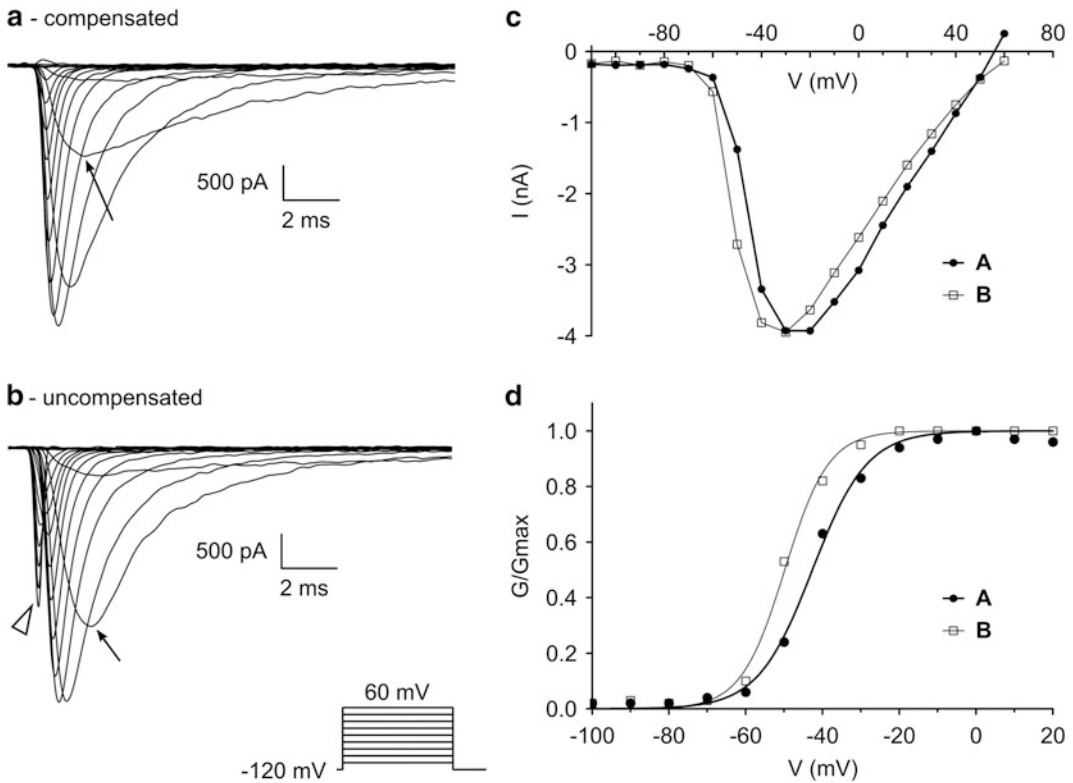 a - compensated
500 pA
2 ms
b - uncompensated
500 pA
2 ms
60 mV
-120 mV
c
-80 -40 0 40 80
V (mV)
0
-1
-2
-3
-4
I (nA)
A
B
d
1.0
0.8
0.6
0.4
0.2
0.0
G/Gmax
A
B
-100 -80 -60 -40 -20 0 20
V (mV)